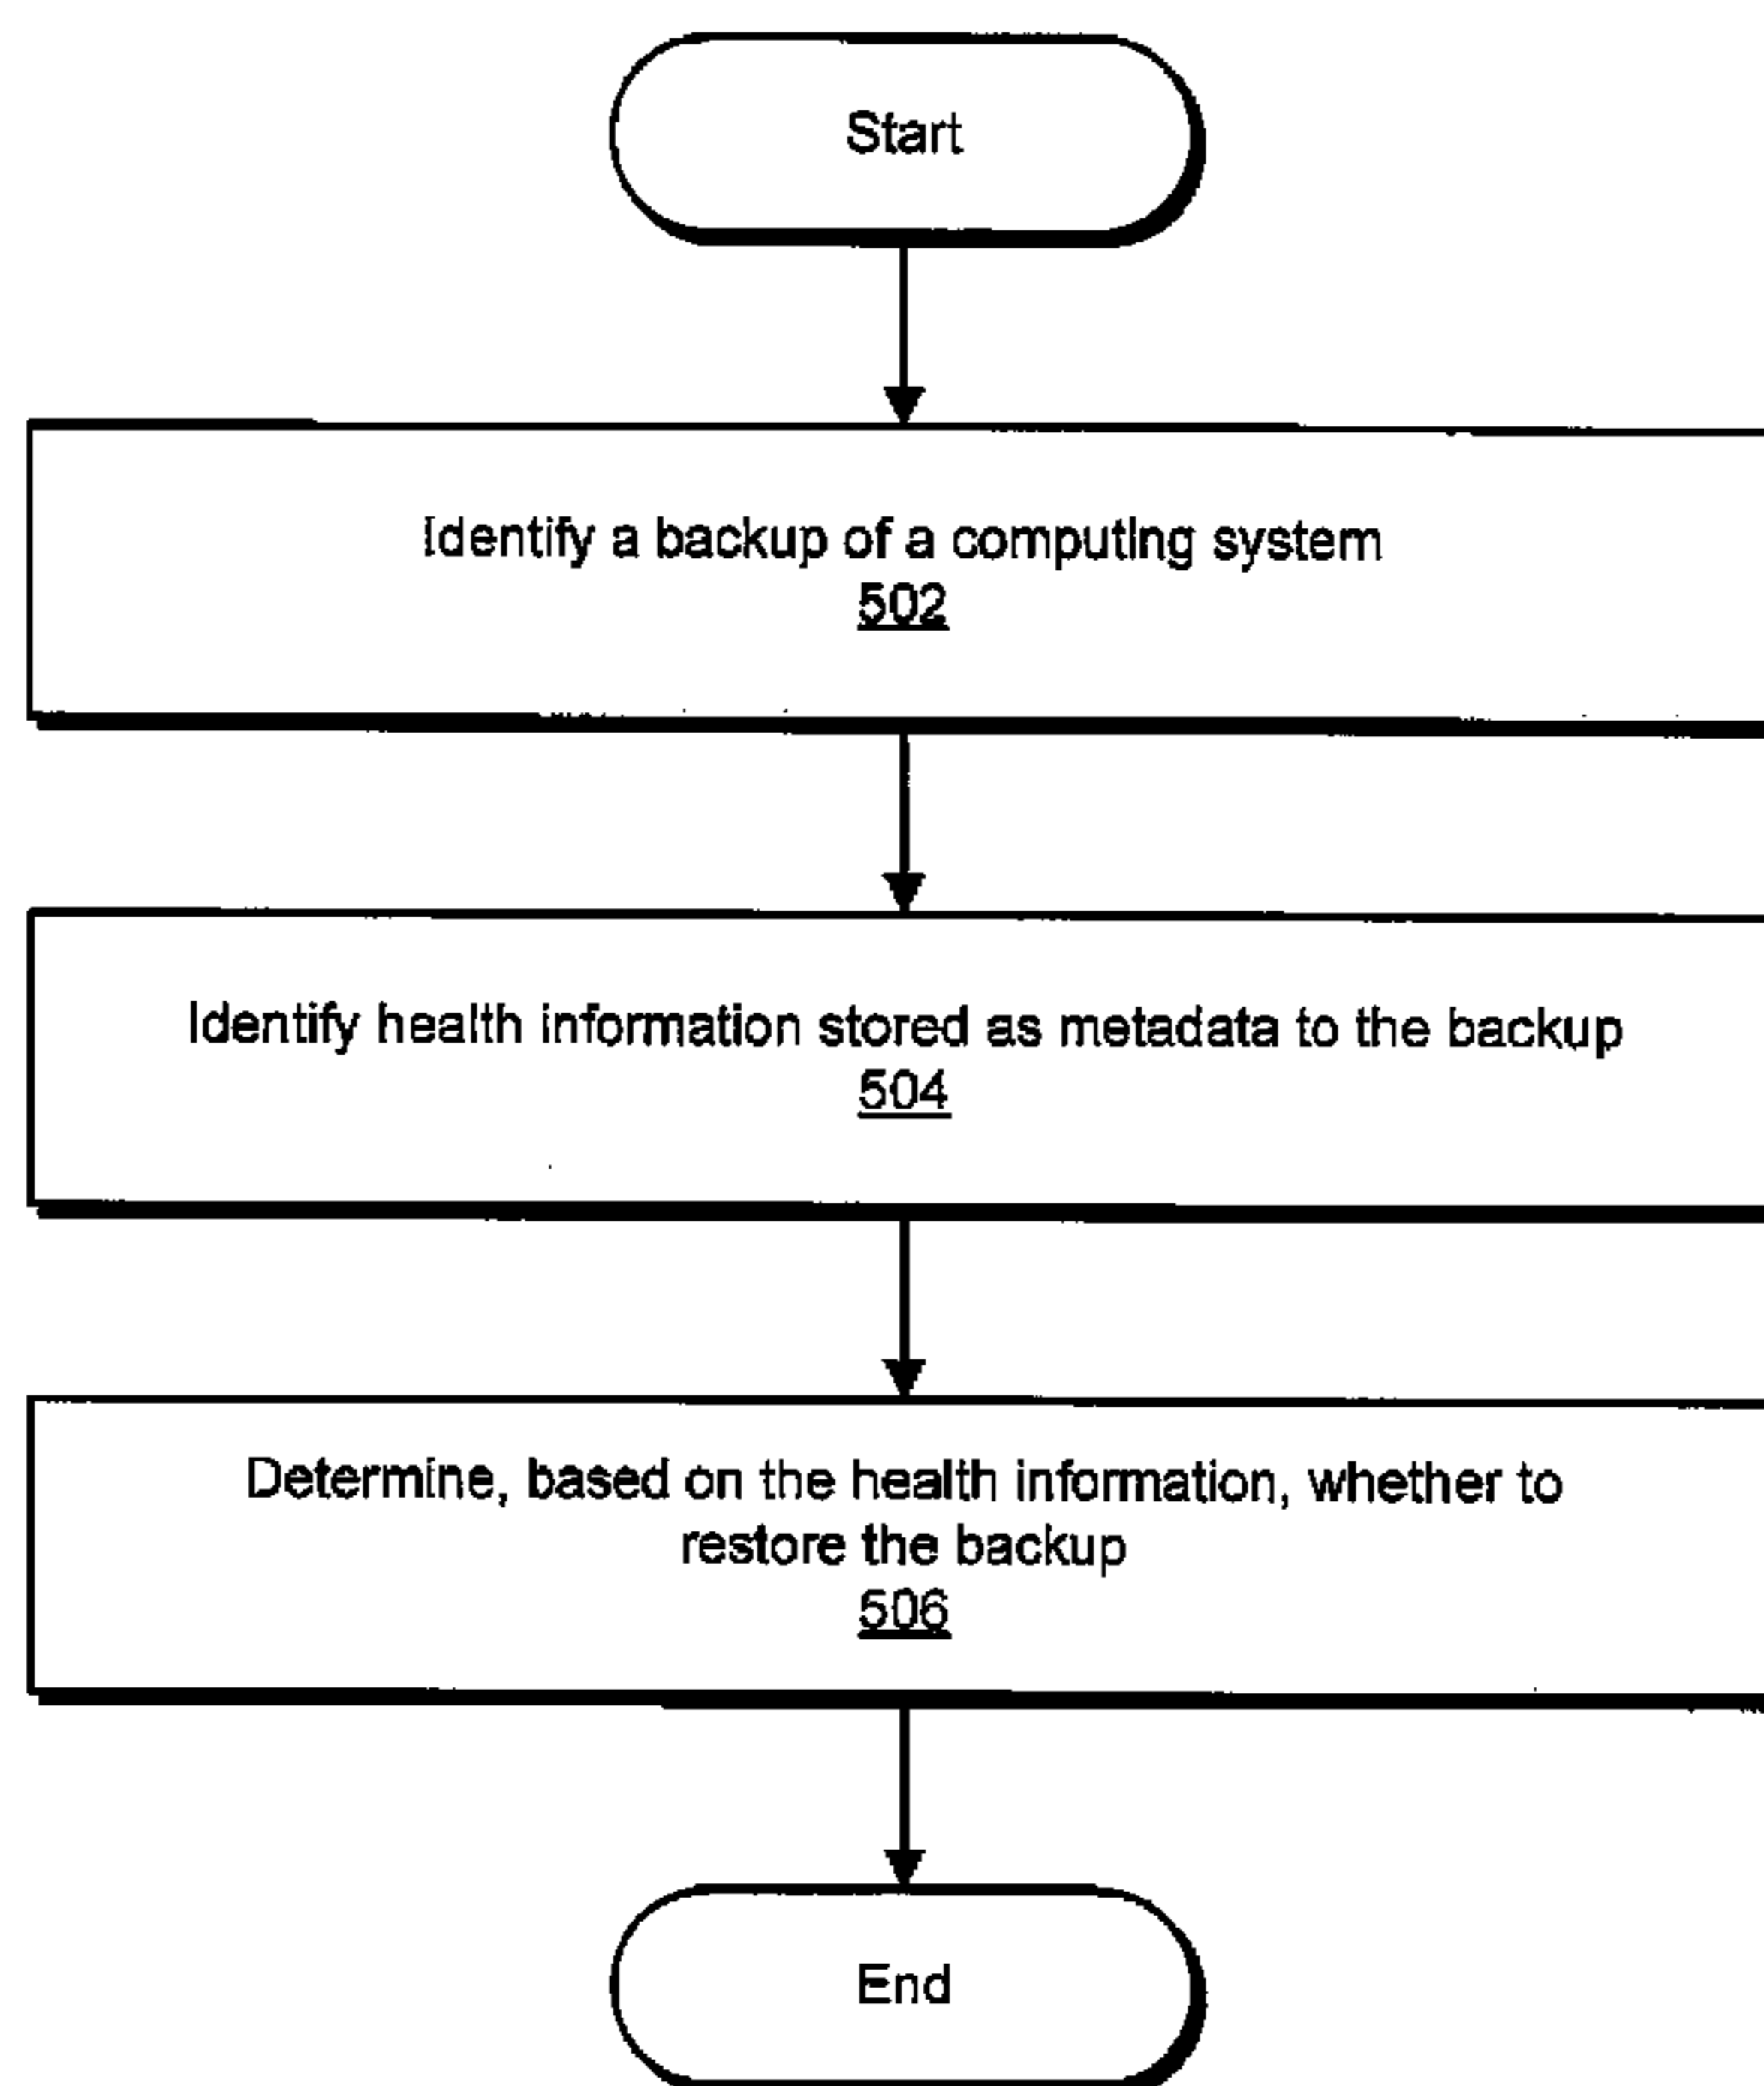 Start
Identify a backup of a computing system
502
Identify health information stored as metadata to the backup
504
Determine, based on the health information, whether to
restore the backup
506
End